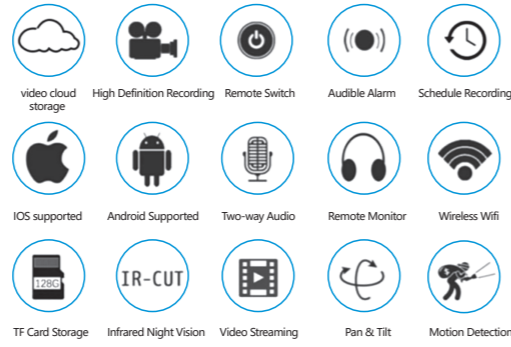 video cloud
storage
High Definition Recording
Remote Switch
Audible Alarm
Schedule Recording
IOS supported
Android Supported
Two-way Audio
Remote Monitor
Wireless Wifi
128G
IR-CUT
TF Card Storage
Infrared Night Vision
Video Streaming
Pan & Tilt
Motion Detection